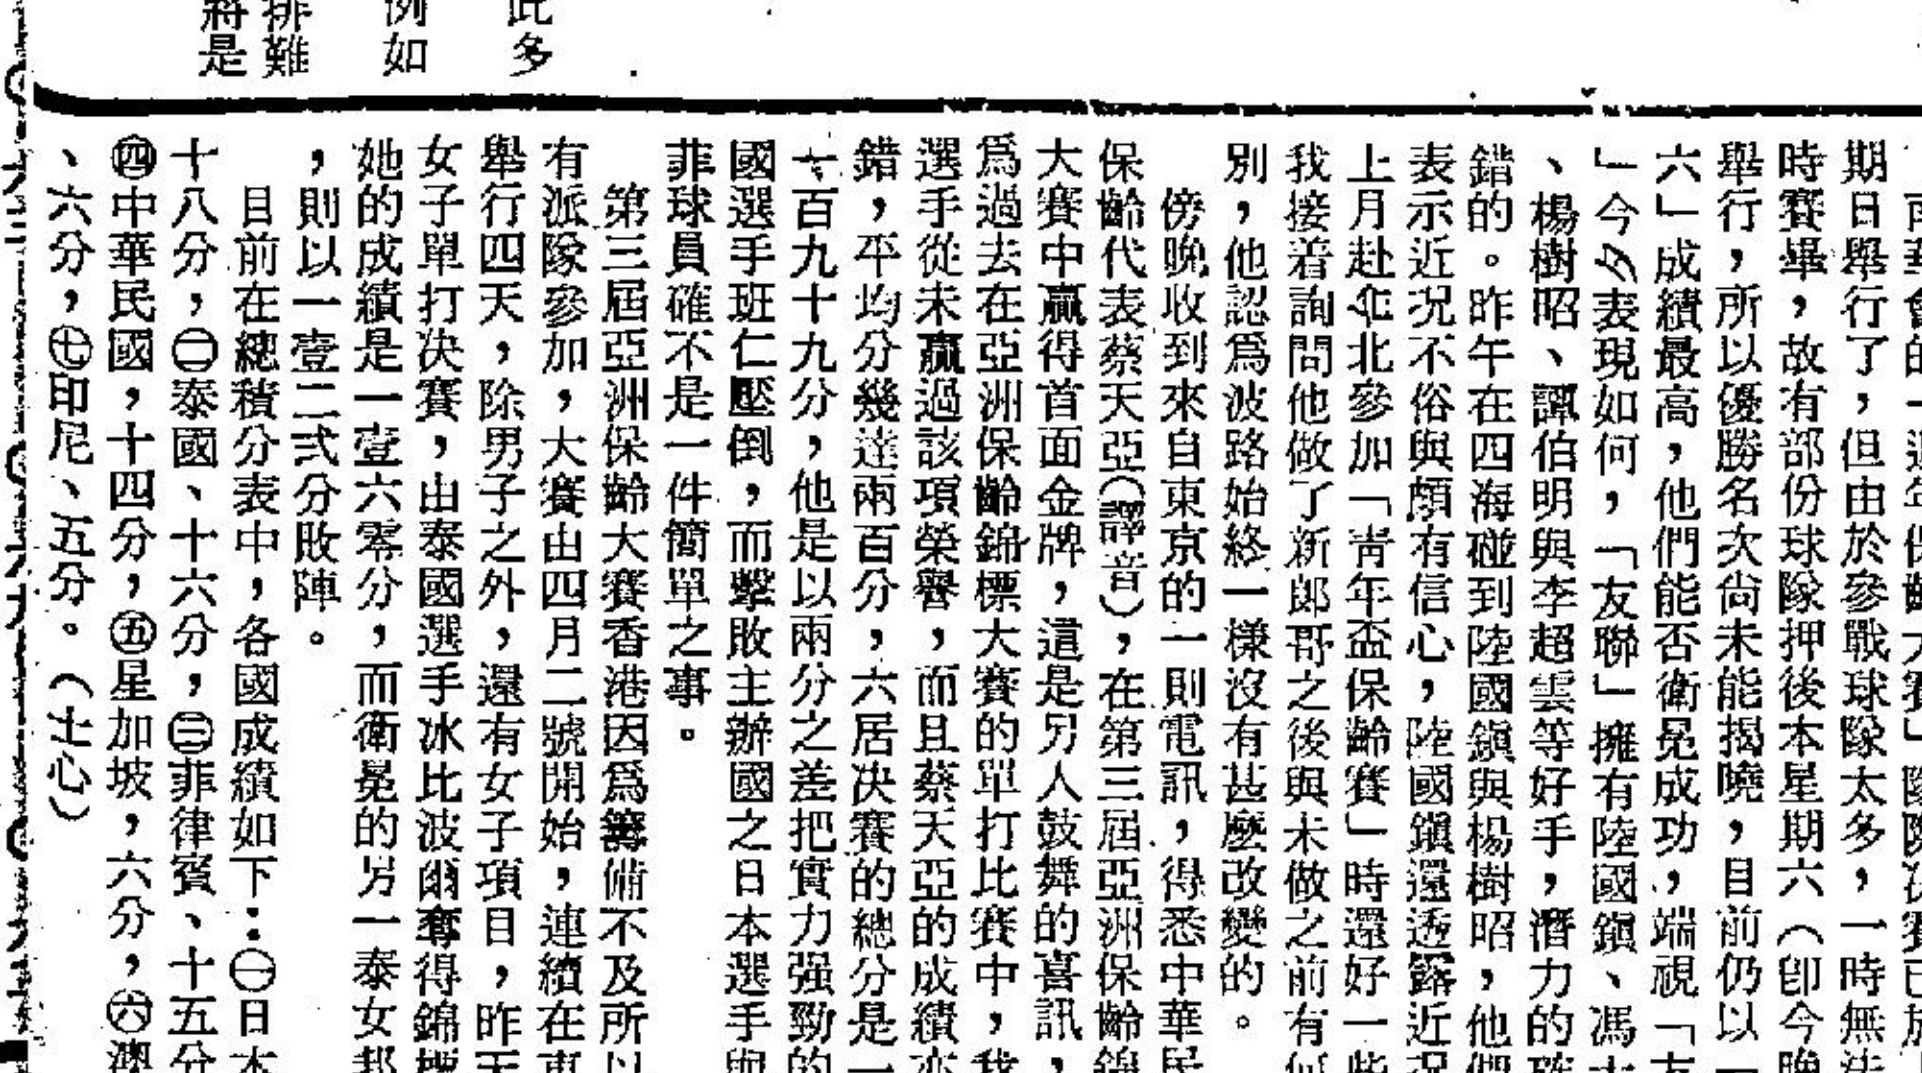 此多
例如
排難
將是
期日舉行了，但由於參戰球隊太多，一時無法
時賽畢，故有部份球隊押後本星期六（卽今晚
舉行，所以優勝名次尙未能揭曉，目前仍以「
六」成績最高，他們能否衛冕成功，端視「友
」今仗表現如何，「友聯」擁有陸國鎭、馮
、楊樹昭、譚伯明與李超雲等好手，潛力的確
錯的。昨午在四海碰到陸國鎭與楊樹昭，他們
表示近況不俗與頗有信心，陸國鎭還透露近況
上月赴台北參加「靑年盃保齡賽」時還好一些
我接着詢問他做了新郎哥之後與未做之前有何
別，他認爲波路始終一樣沒有甚麽改變的。
傍晚收到來自東京的一則電訊，得悉中華民
保齡代表蔡天亞（譯音），在第三屆亞洲保齡錦
大賽中贏得首面金牌，這是另人鼓舞的喜訊，
爲過去在亞洲保齡錦標大賽的單打比賽中，我
選手從未贏過該項榮譽，而且蔡天亞的成績亦
錯，平均分幾達兩百分，六居决賽的總分是一
千百九十九分，他是以兩分之差把實力强勁的
國選手班仁壓倒，而擊敗主辦國之日本選手與
菲球員確不是一件簡單之事。
第三屆亞洲保齡大賽香港因爲籌備不及所以
有派隊參加，大賽由四月二號開始，連續在東
舉行四天，除男子之外，還有女子項目，昨天
女子單打决賽，由泰國選手冰比波爾奪得錦標
她的成績是一壹六零分，而衛冕的另一泰女邦
，則以一壹二弍分敗陣。
目前在總積分表中，各國成績如下：㊀日本
十八分，㊁泰國、十六分，㊂菲律賓、十五分
㊃中華民國，十四分，㊄星加坡，六分，㊅澳
、六分，㊆印尼、五分。（士心）